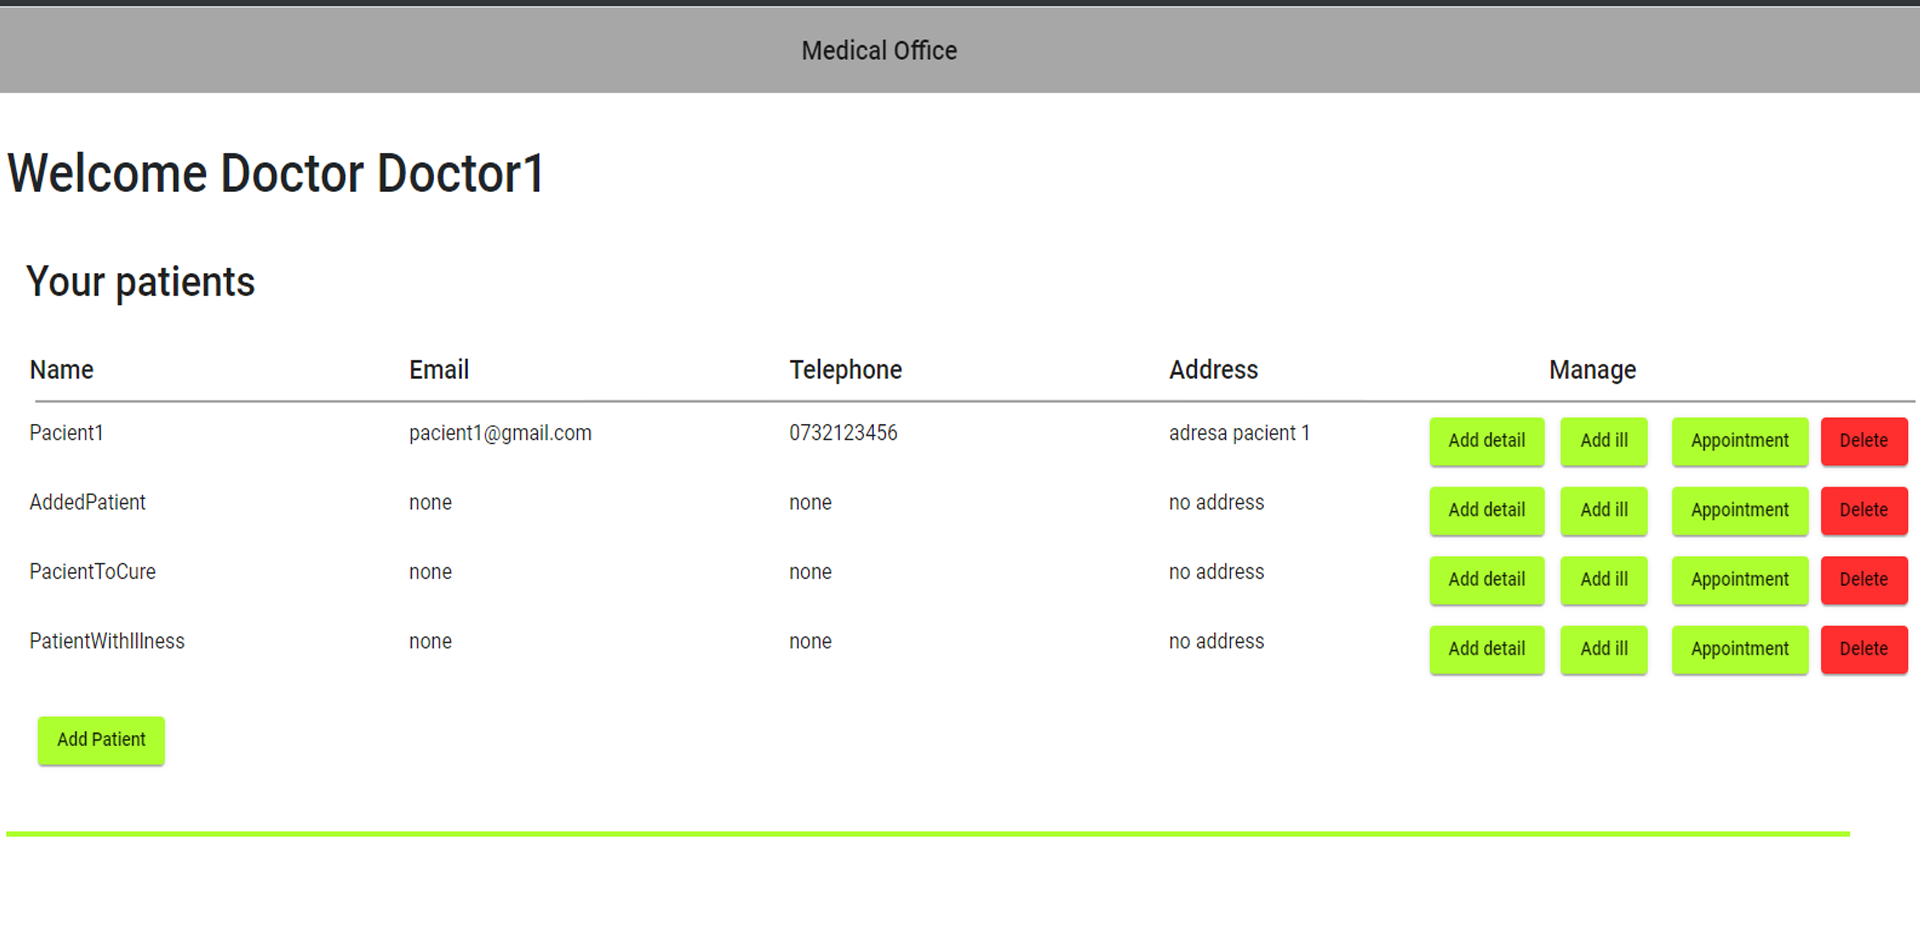 Medical Office
Welcome Doctor Doctor1
Your patients
Name Email Telephone Address Manage
Pacient1 pacient1@gmail.com 0732123456 adresa pacient 1 Add detail Add ill Appointment Delete
AddedPatient none none no address Add detail Add ill Appointment Delete
PacientToCure none none no address Add detail Add ill Appointment Delete
PatientWithIllness none none no address Add detail Add ill Appointment Delete
Add Patient